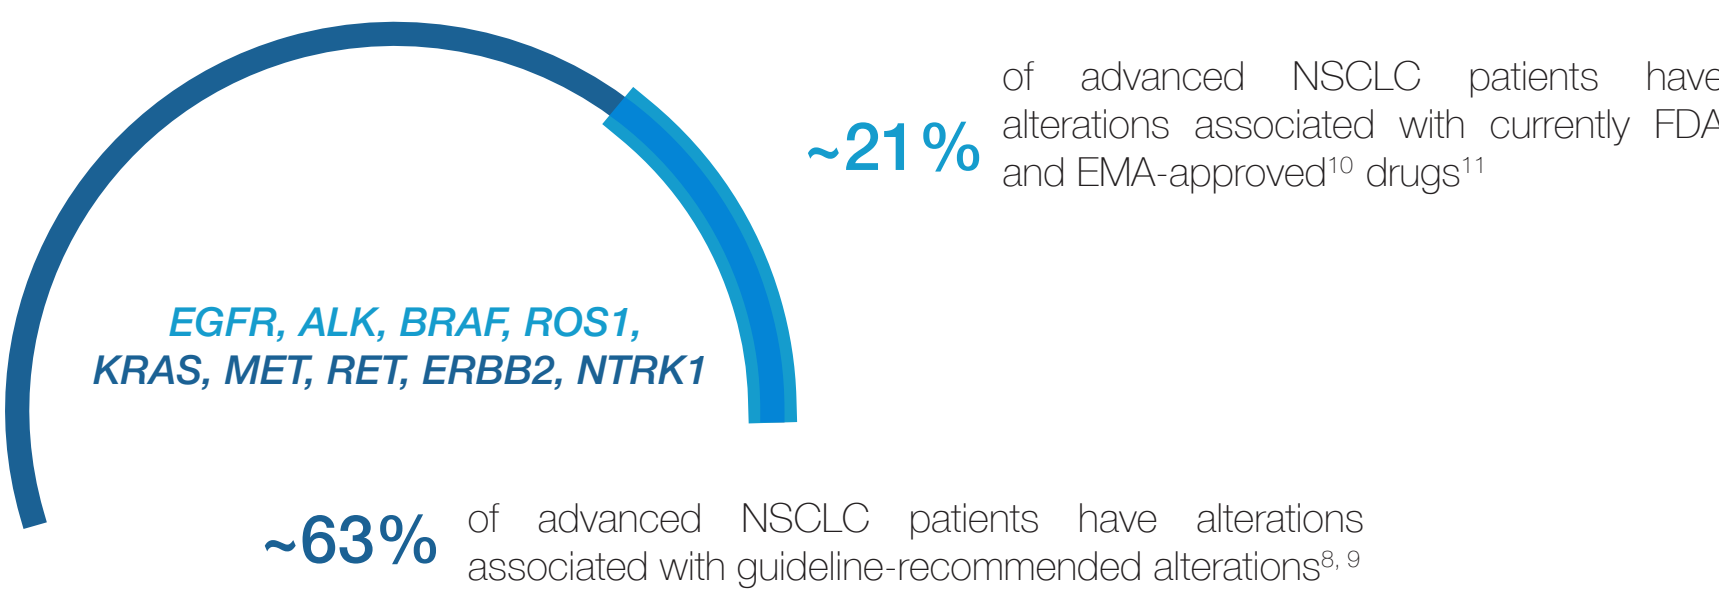 of advanced NSCLC patients have
alterations associated with currently FDA
~21%
and EMA-approved10 drugs11
EGFR, ALK, BRAF, ROS1,
KRAS, MET, RET, ERBB2, NTRK1
~63%
of advanced NSCLC patients have alterations
associated with guideline-recommended alterations8, 9